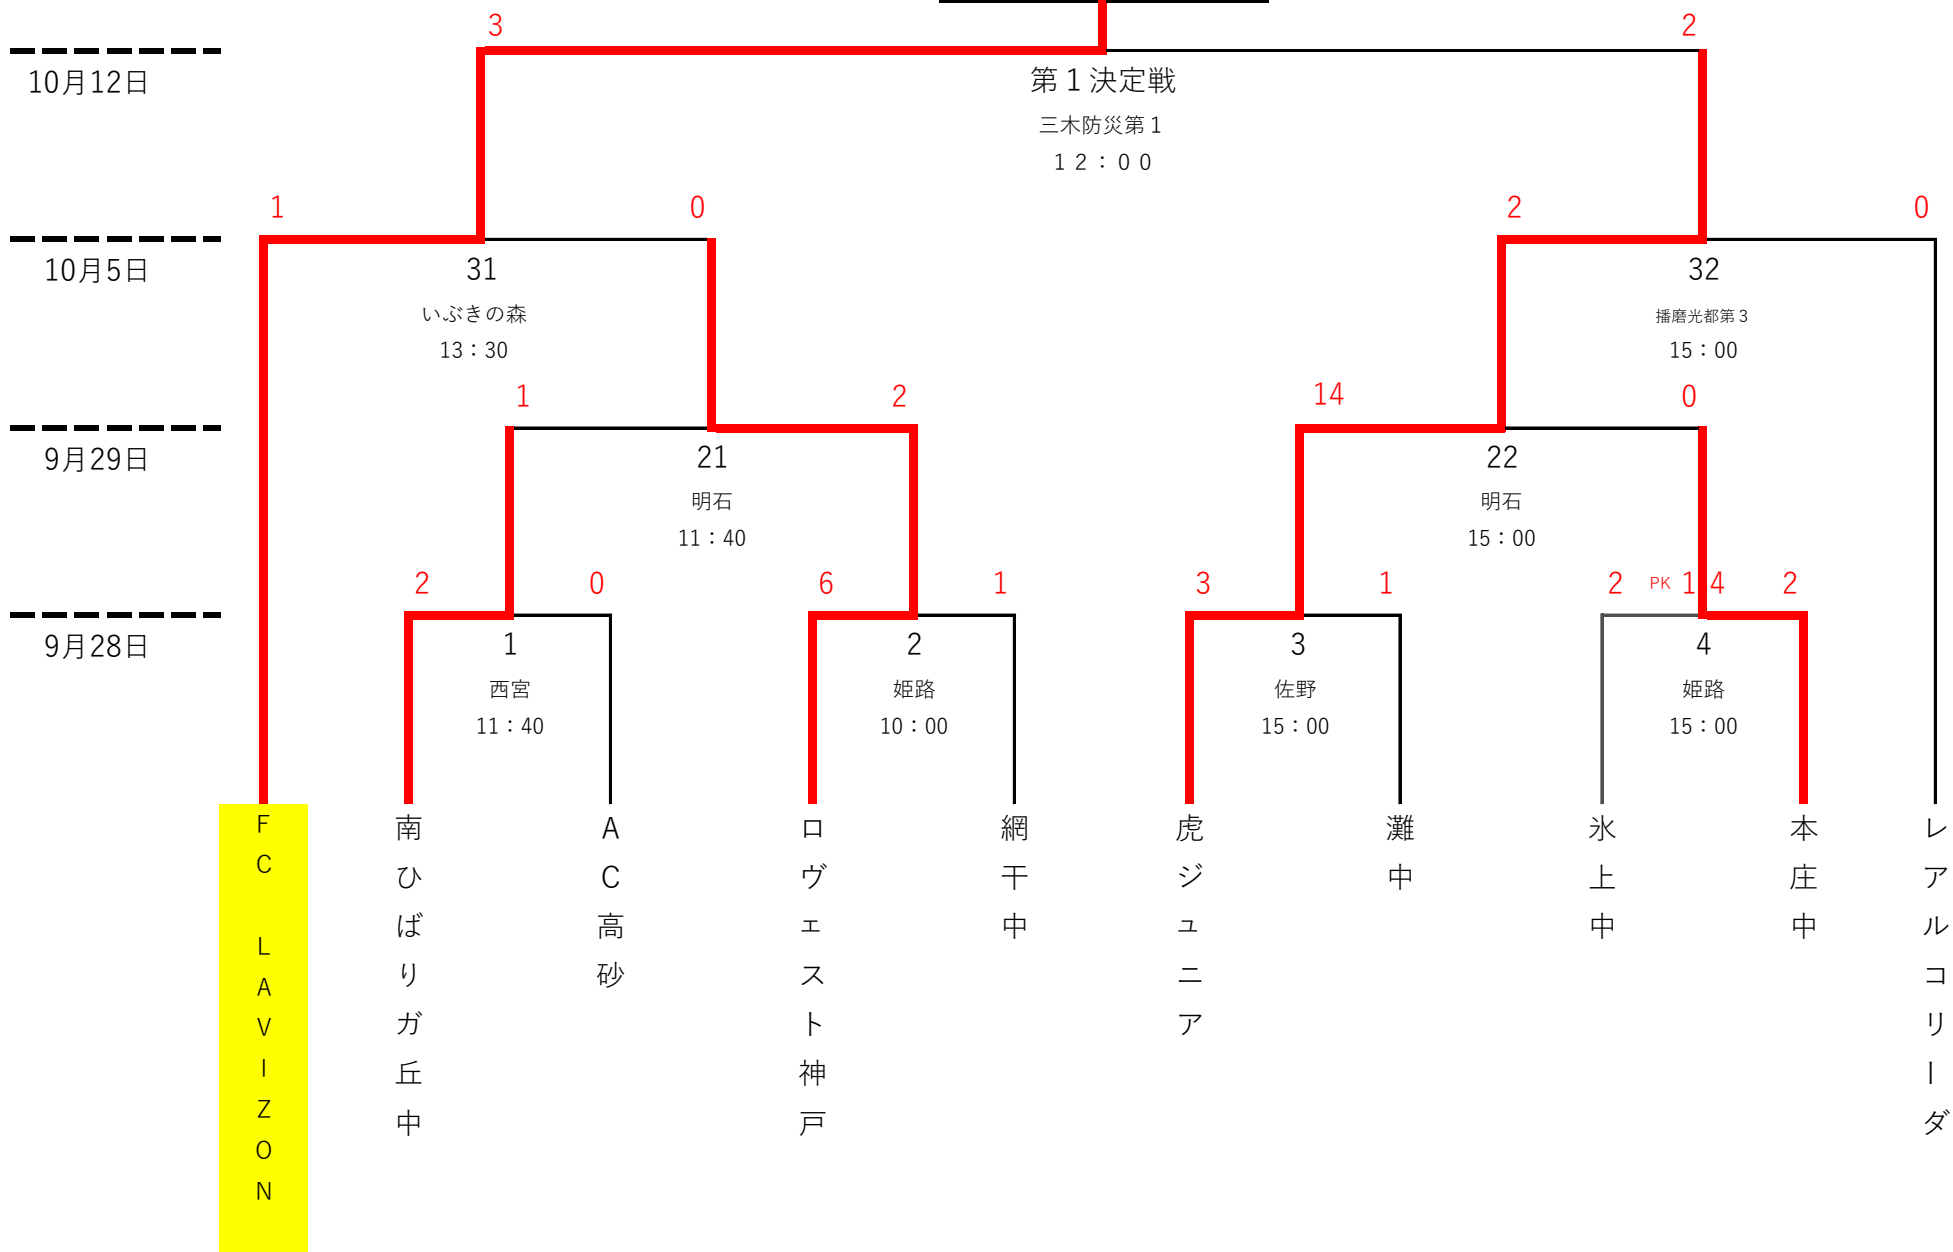 3
2
10月12日
第１決定戦
三木防災第１
１２：００
1
0
2
0
10月5日
31
32
いぶきの森
播磨光都第３
13：30
15：00
1
2
14
0
9月29日
21
22
明石
明石
11：40
15：00
2
0
6
1
3
1
2
PK
1
4
2
9月28日
1
2
3
4
西宮
姫路
佐野
姫路
11：40
10：00
15：00
15：00
FC LAVIZON
南ひばりガ丘中
AC高砂
ロヴェスト神戸
網干中
虎ジュニア
灘中
氷上中
本庄中
レアルコリーダ